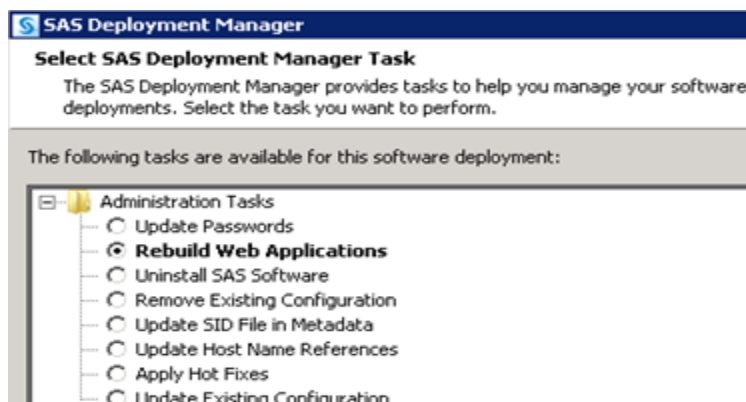 SAS Deployment Manager
Select SAS Deployment Manager Task
The SAS Deployment Manager provides tasks to help you manage your software
deployments. Select the task you want to perform.
The following tasks are available for this software deployment:
Administration Tasks
Update Passwords
Rebuild Web Applications
Uninstall SAS Software
Remove Existing Configuration
Update SID File in Metadata
Update Host Name References
Apply Hot Fixes
Update Existing Configuration